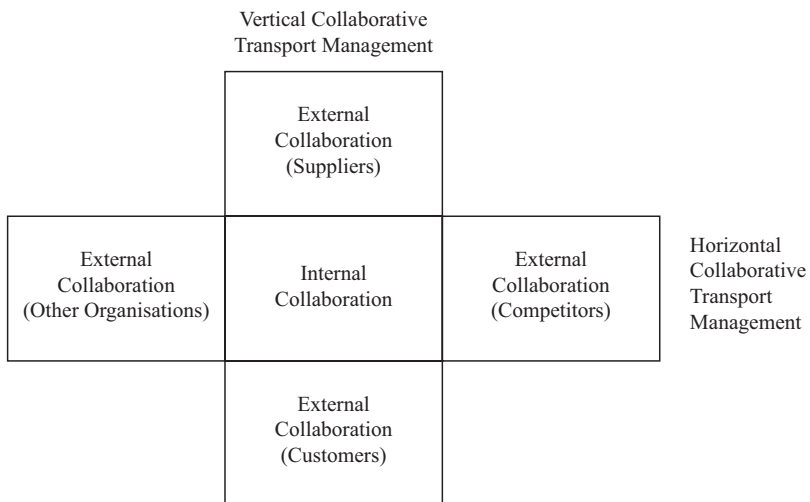 Vertical Collaborative
Transport Management
External
Collaboration
(Suppliers)
External
Collaboration
(Other Organisations)
Internal
Collaboration
External
Collaboration
(Competitors)
Horizontal
Collaborative
Transport
Management
External
Collaboration
(Customers)